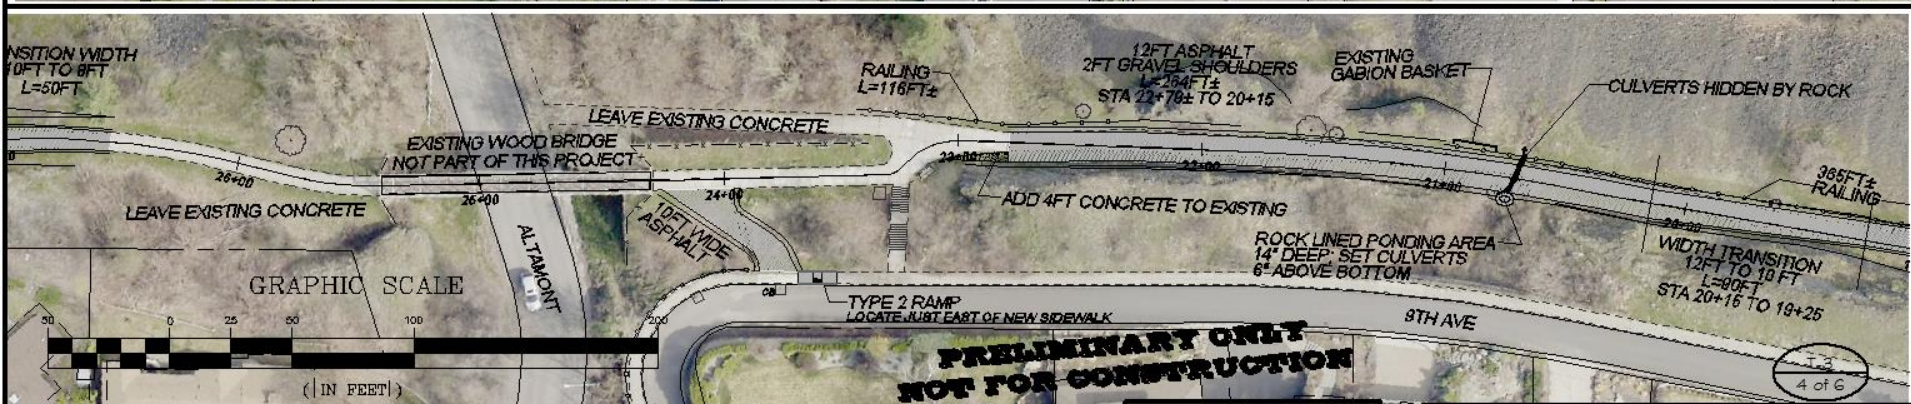 NSITION WIDTH
10FT TO 8FT
L=50FT
26+00
LEAVE EXISTING CONCRETE
EXISTING WOOD BRIDGE
NOT PART OF THIS PROJECT
26+00
ALTAMONT
LEAVE EXISTING CONCRETE
24+00
10FT WIDE
ASPHALT
RAILING
L=116FT±
12FT ASPHALT
2FT GRAVEL SHOULDERS
L=264FT±
STA 22+79± TO 20+15
EXISTING
GABION BASKET
CULVERTS HIDDEN BY ROCK
ADD 4FT CONCRETE TO EXISTING
21+00
20+00
365FT±
RAILING
ROCK LINED PONDING AREA
14" DEEP; SET CULVERTS
6" ABOVE BOTTOM
WIDTH TRANSITION
12FT TO 10 FT
L=90FT
STA 20+15 TO 19+25
CB
TYPE 2 RAMP
LOCATE JUST EAST OF NEW SIDEWALK
9TH AVE
GRAPHIC SCALE
50 0 25 50 100 200
( IN FEET )
PRELIMINARY ONLY
NOT FOR CONSTRUCTION
4 of 6